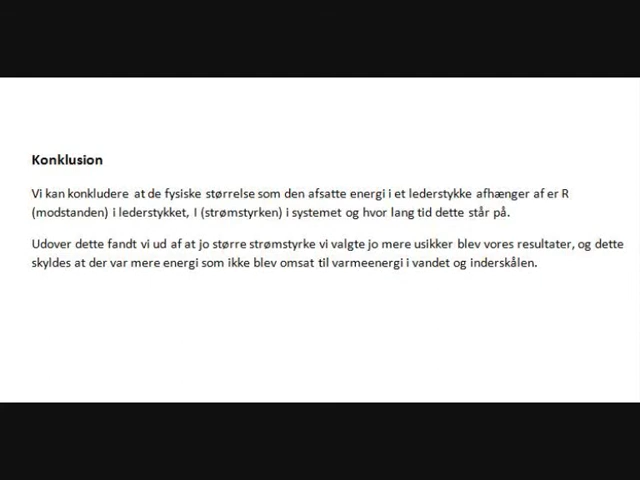 Konklusion
Vi kan konkludere at de fysiske størrelse som den afsatte energi i et lederstykke afhænger af er R
(modstanden) i lederstykket, I (strømstyrken) i systemet og hvor lang tid dette står på.
Udover dette fandt vi ud af at jo større strømstyrke vi valgte jo mere usikker blev vores resultater, og dette
skyldes at der var mere energi som ikke blev omsat til varmeenergi i vandet og inderskålen.